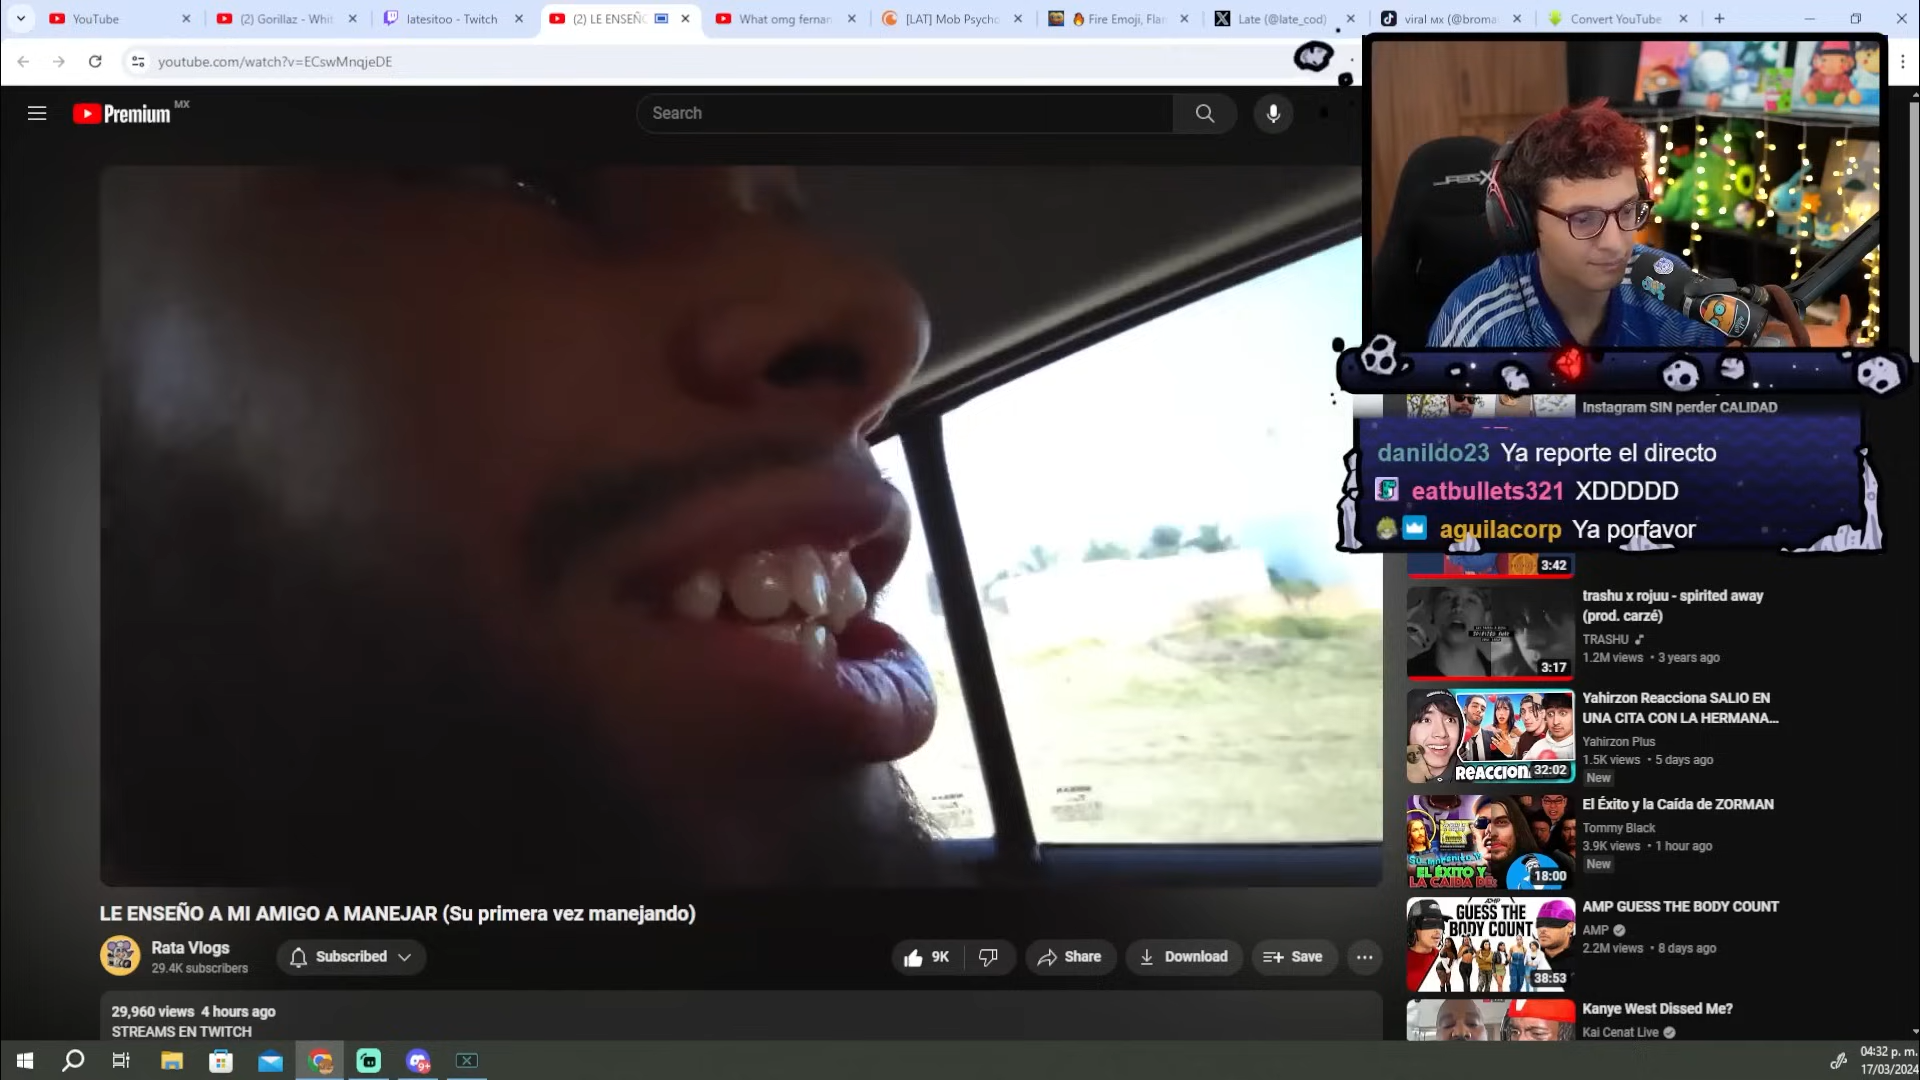 YouTube
(2) Gorillaz - Whit
latesitoo - Twitch
(2) LE ENSEÑO
What omg fernan
[LAT] Mob Psycho
🔥 Fire Emoji, Flam
Late (@late_cod)
viral мx (@broma
Convert YouTube
youtube.com/watch?v=ECswMnqjeDE
Premium MX
Search
Instagram SIN perder CALIDAD
danildo23 Ya reporte el directo
eatbullets321 XDDDDD
aguilacorp Ya porfavor
3:42
trashu x rojuu - spirited away
(prod. carzé)
TRASHU
1.2M views • 3 years ago
3:17
Yahirzon Reacciona SALIO EN
UNA CITA CON LA HERMANA...
Yahirzon Plus
1.5K views • 5 days ago
New
REACCION
32:02
El Éxito y la Caída de ZORMAN
Tommy Black
3.9K views • 1 hour ago
New
EL ÉXITO Y
LA CAIDA DE:
18:00
AMP GUESS THE BODY COUNT
AMP
2.2M views • 8 days ago
AMP
GUESS THE
BODY COUNT
38:53
Kanye West Dissed Me?
Kai Cenat Live
LE ENSEÑO A MI AMIGO A MANEJAR (Su primera vez manejando)
Rata Vlogs
29.4K subscribers
Subscribed
9K
Share
Download
Save
29,960 views 4 hours ago
STREAMS EN TWITCH
9+
04:32 p. m.
17/03/2024